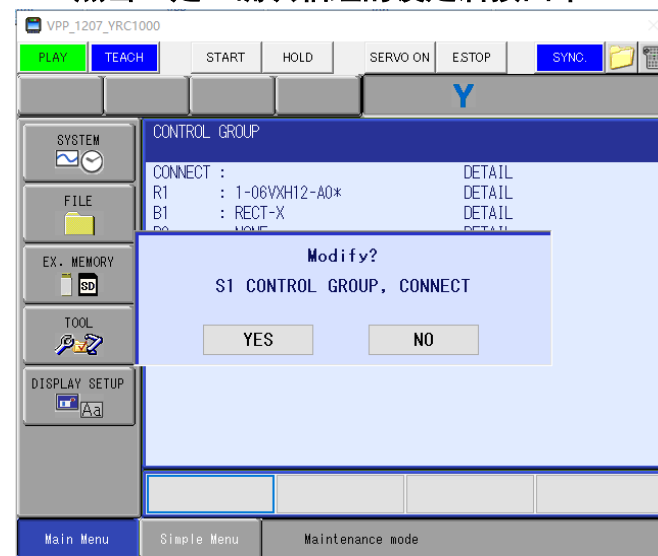 VPP_1207_YRC1000
PLAY TEACH START HOLD SERVO ON E.STOP SYNC.
Y
SYSTEM
FILE
EX. MEMORY
SD
TOOL
DISPLAY SETUP
Aa
CONTROL GROUP
CONNECT : DETAIL
R1 : 1-06VXH12-A0* DETAIL
B1 : RECT-X DETAIL
Modify?
S1 CONTROL GROUP, CONNECT
YES NO
Main Menu Simple Menu Maintenance mode